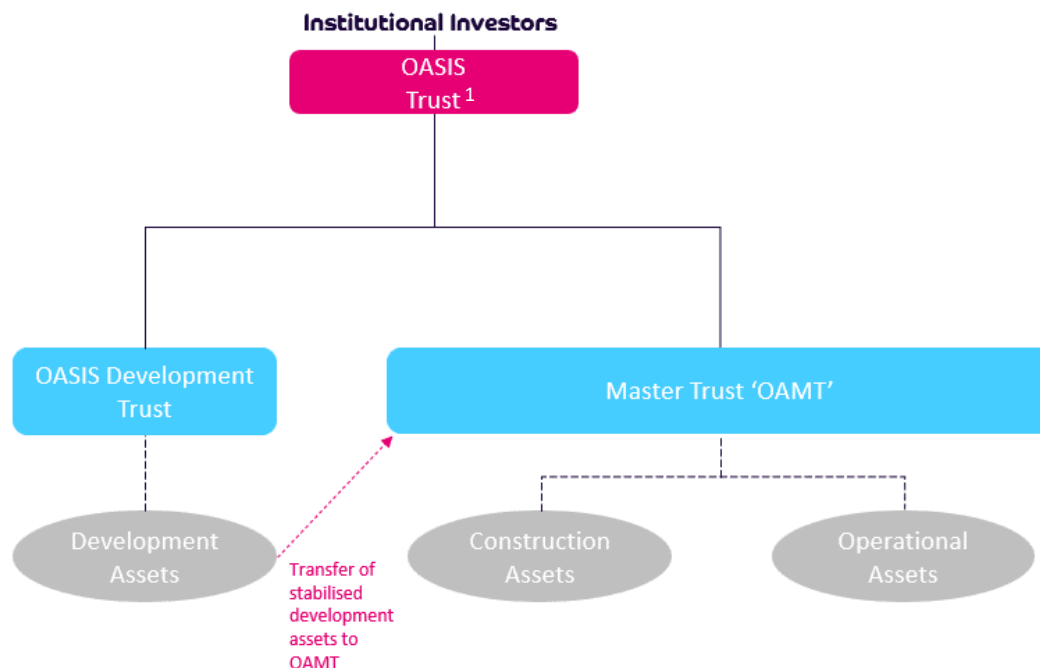 Institutional Investors
OASIS
Trust 1
OASIS Development
Trust
Master Trust ‘OAMT’
Development
Assets
Construction
Assets
Operational
Assets
Transfer of
stabilised
development
assets to
OAMT